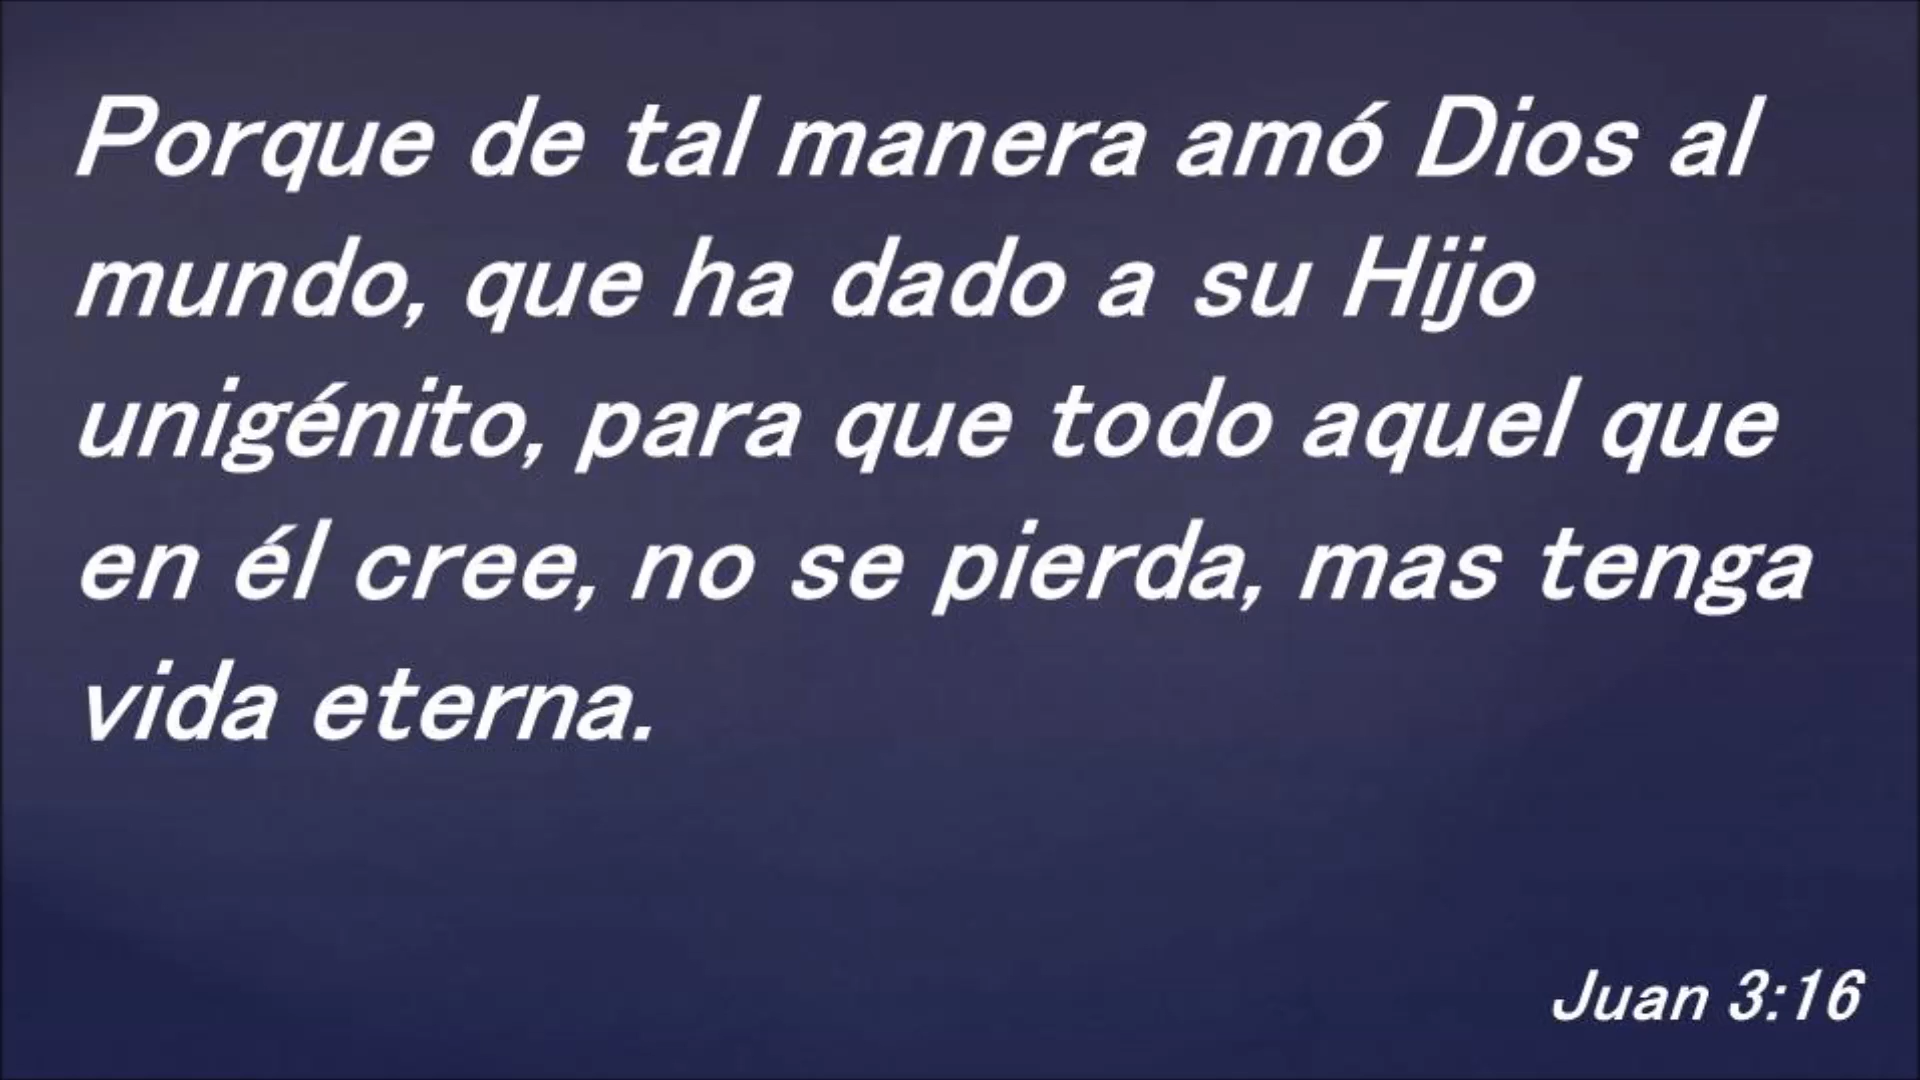 Porque de tal manera amó Dios al
mundo, que ha dado a su Hijo
unigénito, para que todo aquel que
en él cree, no se pierda, mas tenga
vida eterna.
Juan 3:16